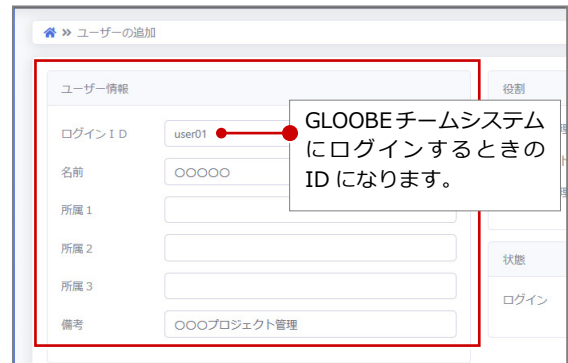 ユーザーの追加
ユーザー情報
役割
ログインＩＤ
user01
GLOOBEチームシステム
にログインするときの
ID になります。
名前
○○○○○
所属１
所属２
所属３
状態
ログイン
備考
○○○プロジェクト管理